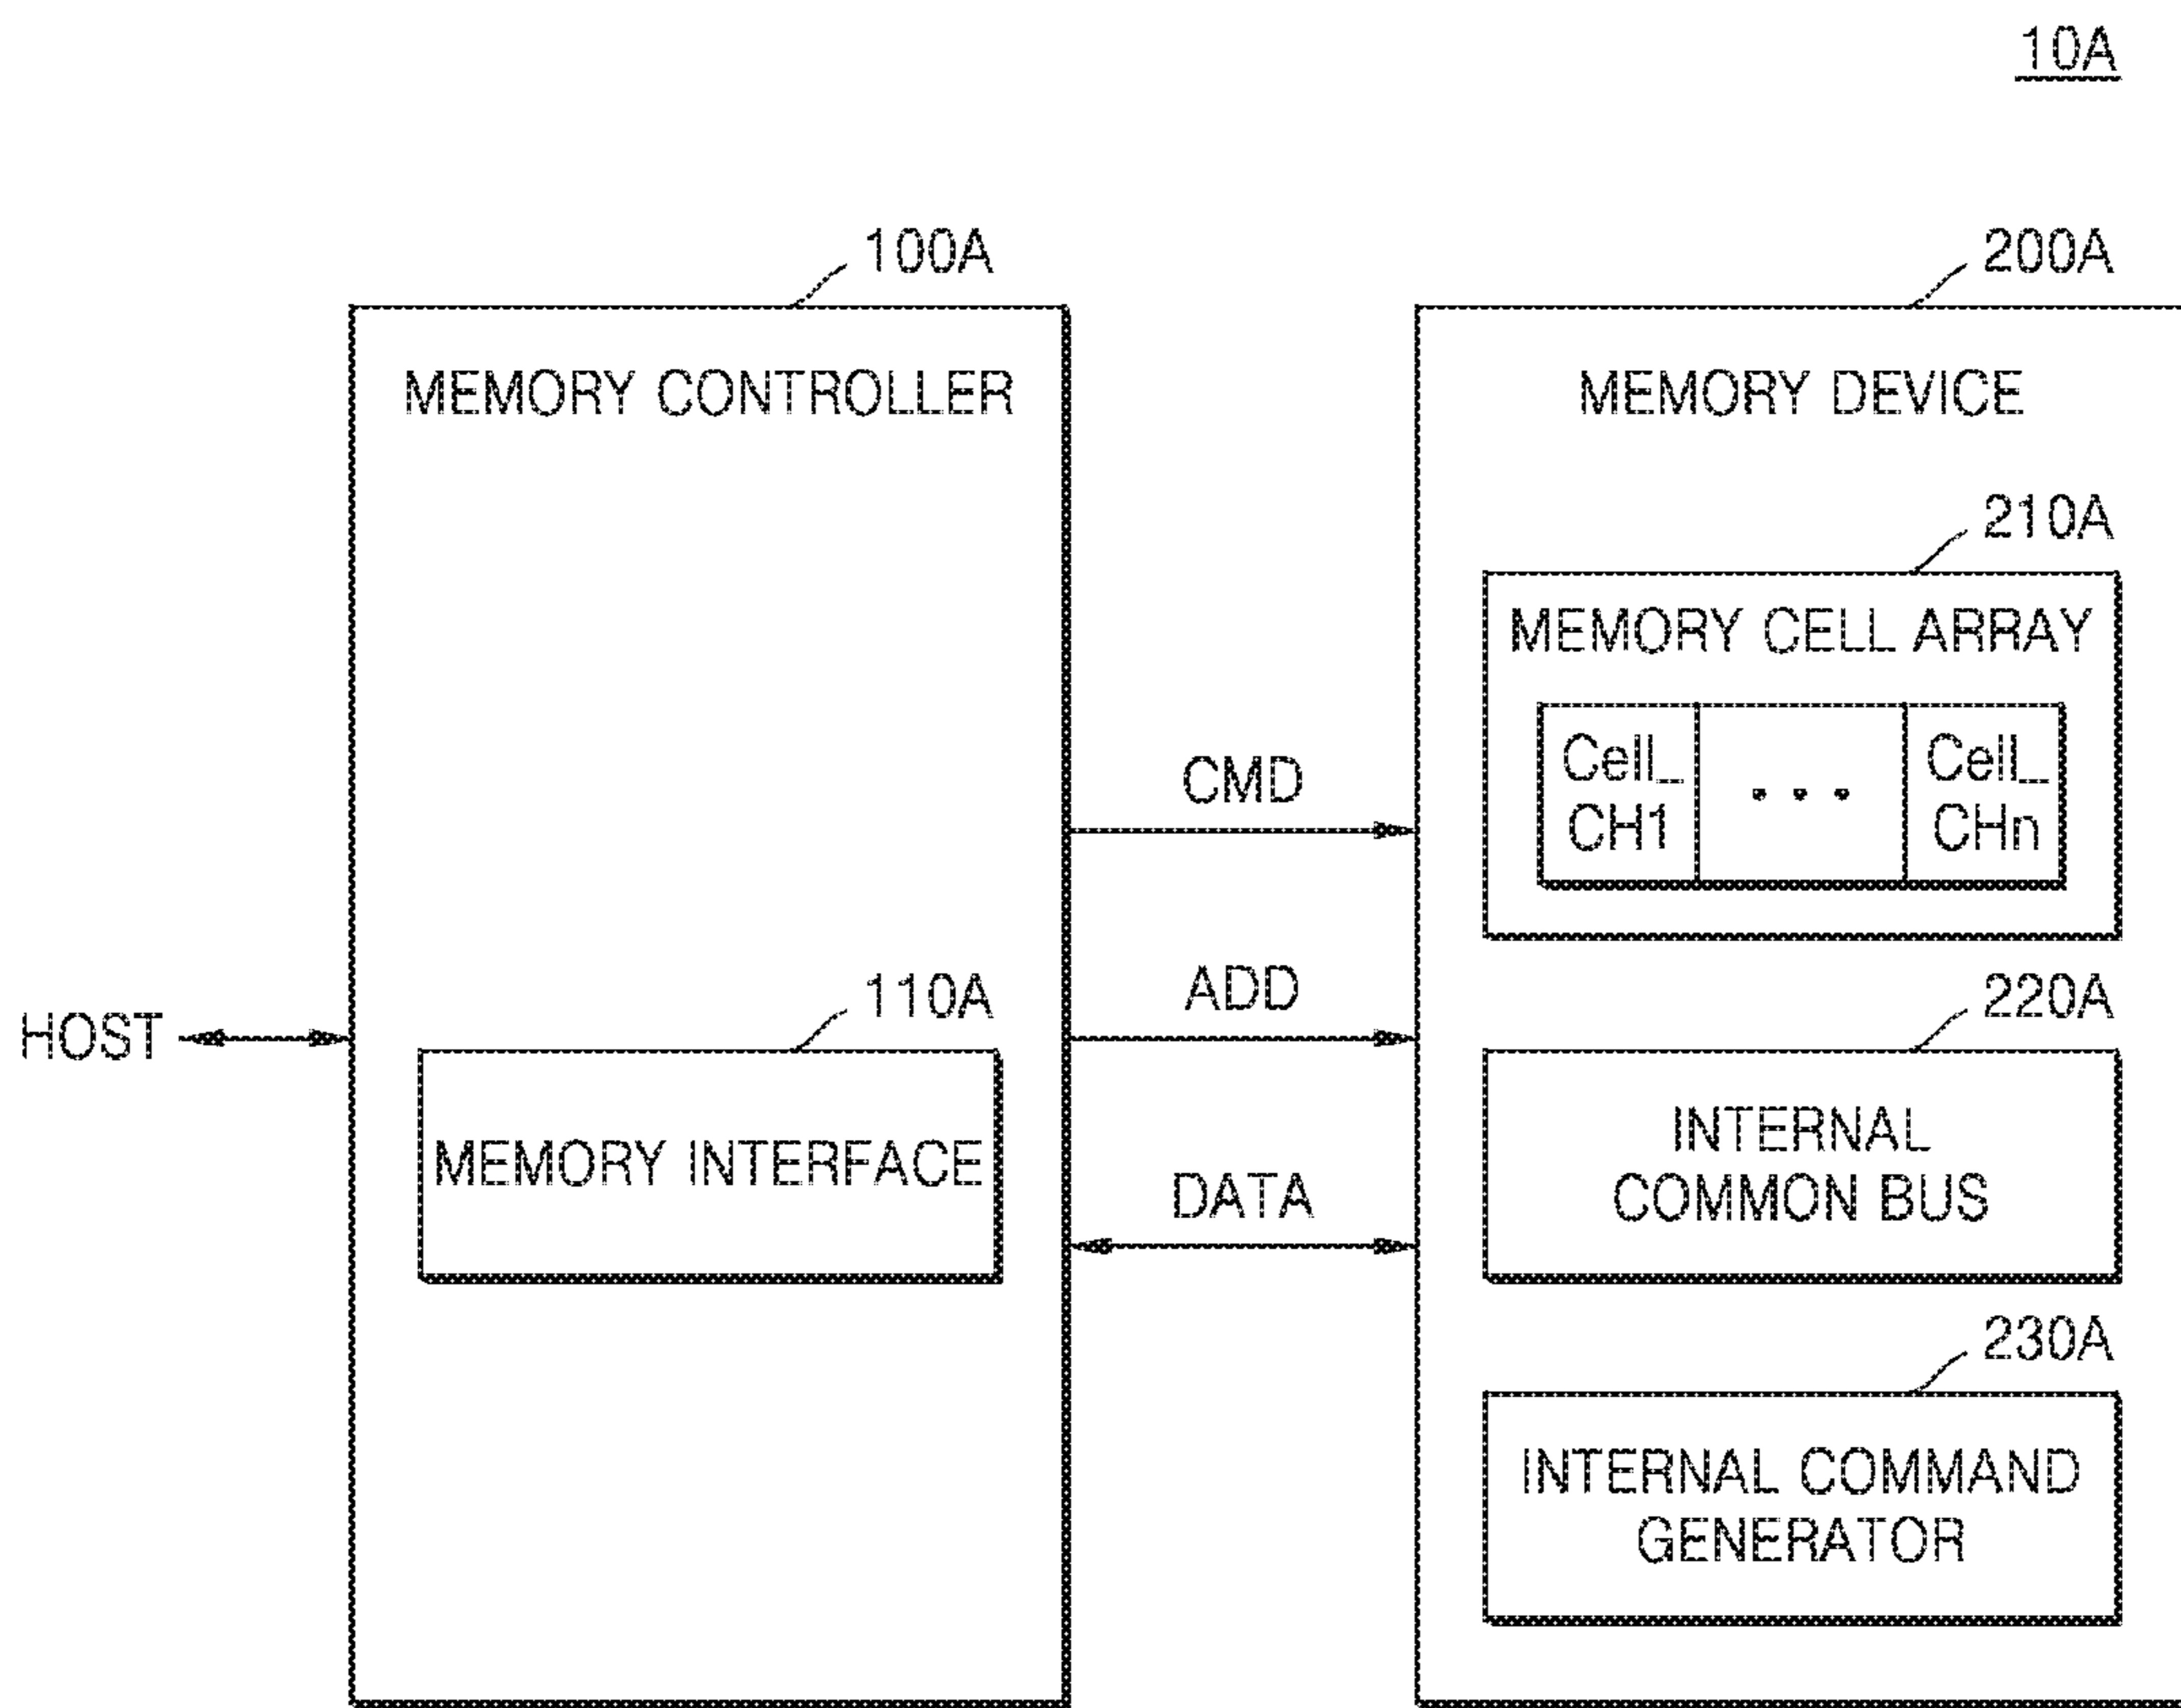 10A
100A
MEMORY CONTROLLER
HOST
110A
MEMORY INTERFACE
CMD
ADD
DATA
200A
MEMORY DEVICE
210A
MEMORY CELL ARRAY
Cell_
CH1
...
Cell_
CHn
220A
INTERNAL
COMMON BUS
230A
INTERNAL COMMAND
GENERATOR